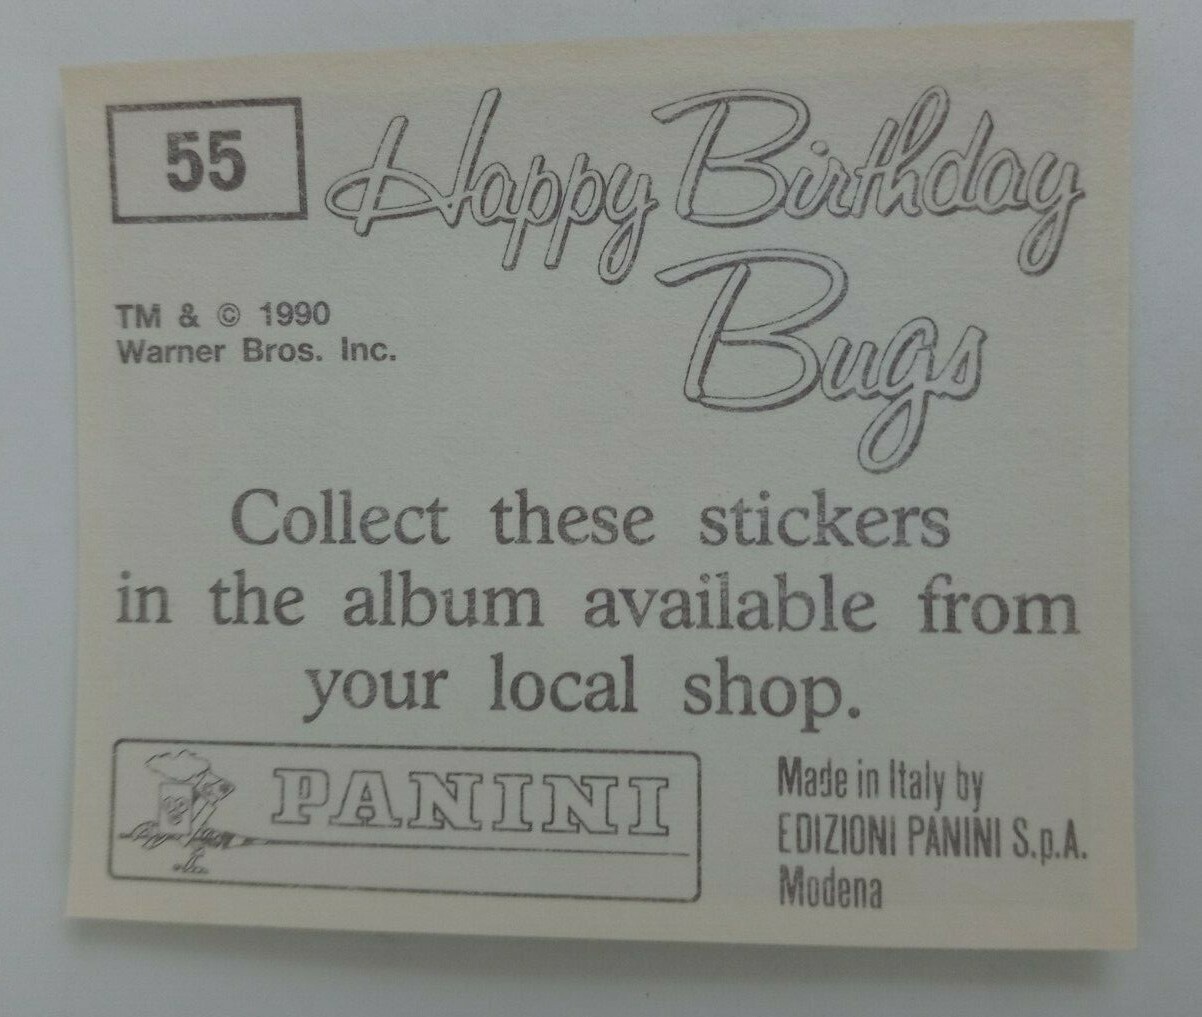 55
Happy Birthday
Bugs
TM & © 1990
Warner Bros. Inc.
Collect these stickers
in the album available from
your local shop.
PANINI
Made in Italy by
EDIZIONI PANINI S.p.A.
Modena